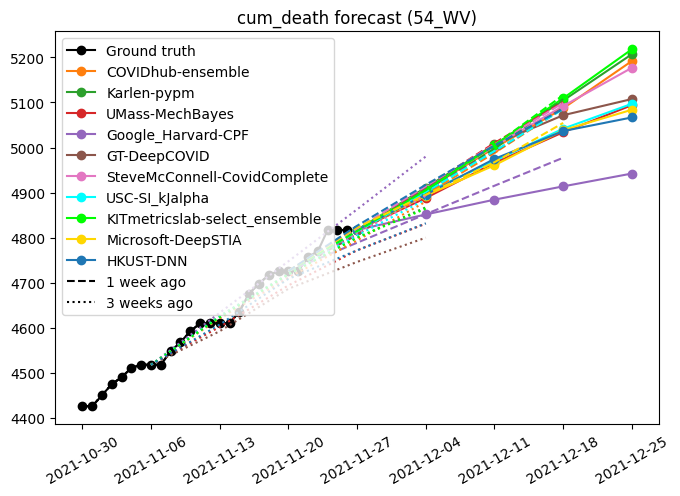 cum_death forecast (54_WV)
5200
5100
5000
4900
4800
4700
4600
4500
4400
Ground truth
COVIDhub-ensemble
Karlen-pypm
UMass-MechBayes
Google_Harvard-CPF
GT-DeepCOVID
SteveMcConnell-CovidComplete
USC-SI_kJalpha
KITmetricslab-select_ensemble
Microsoft-DeepSTIA
HKUST-DNN
1 week ago
3 weeks ago
2021-10-30
2021-11-06
2021-11-13
2021-11-20
2021-11-27
2021-12-04
2021-12-11
2021-12-18
2021-12-25